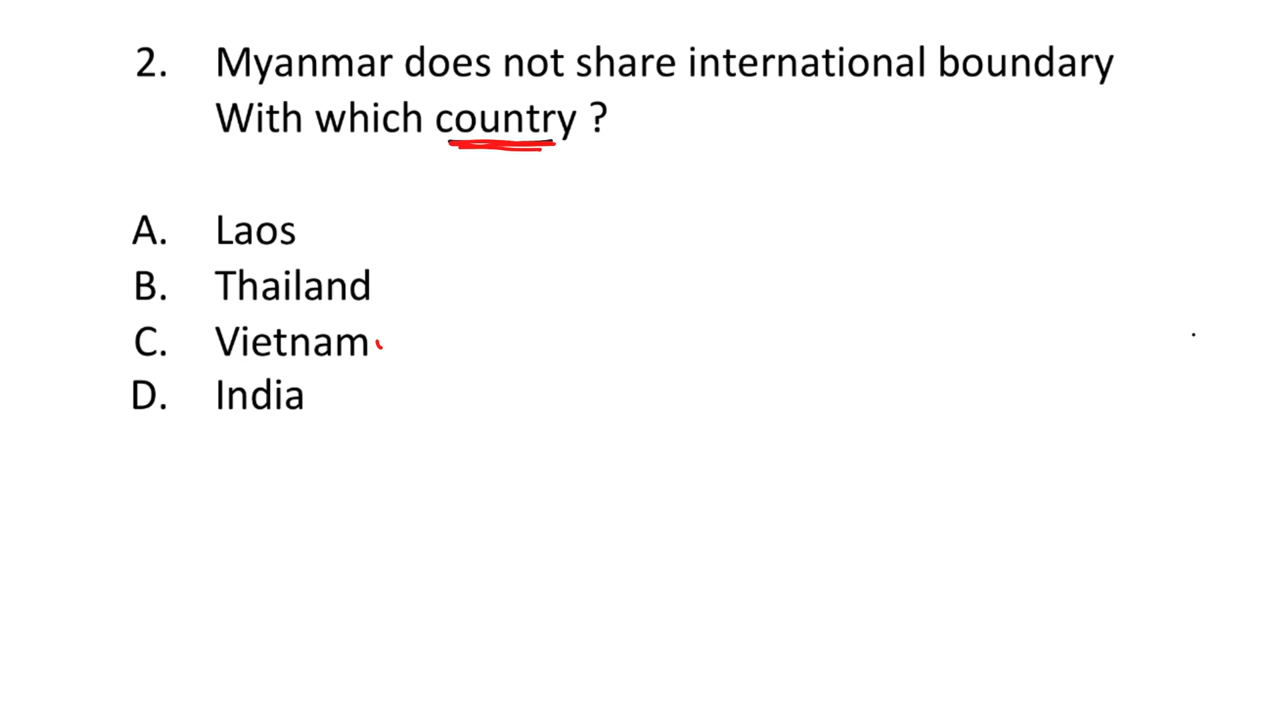 2. Myanmar does not share international boundary
With which country ?
A. Laos
B. Thailand
C. Vietnam
D. India